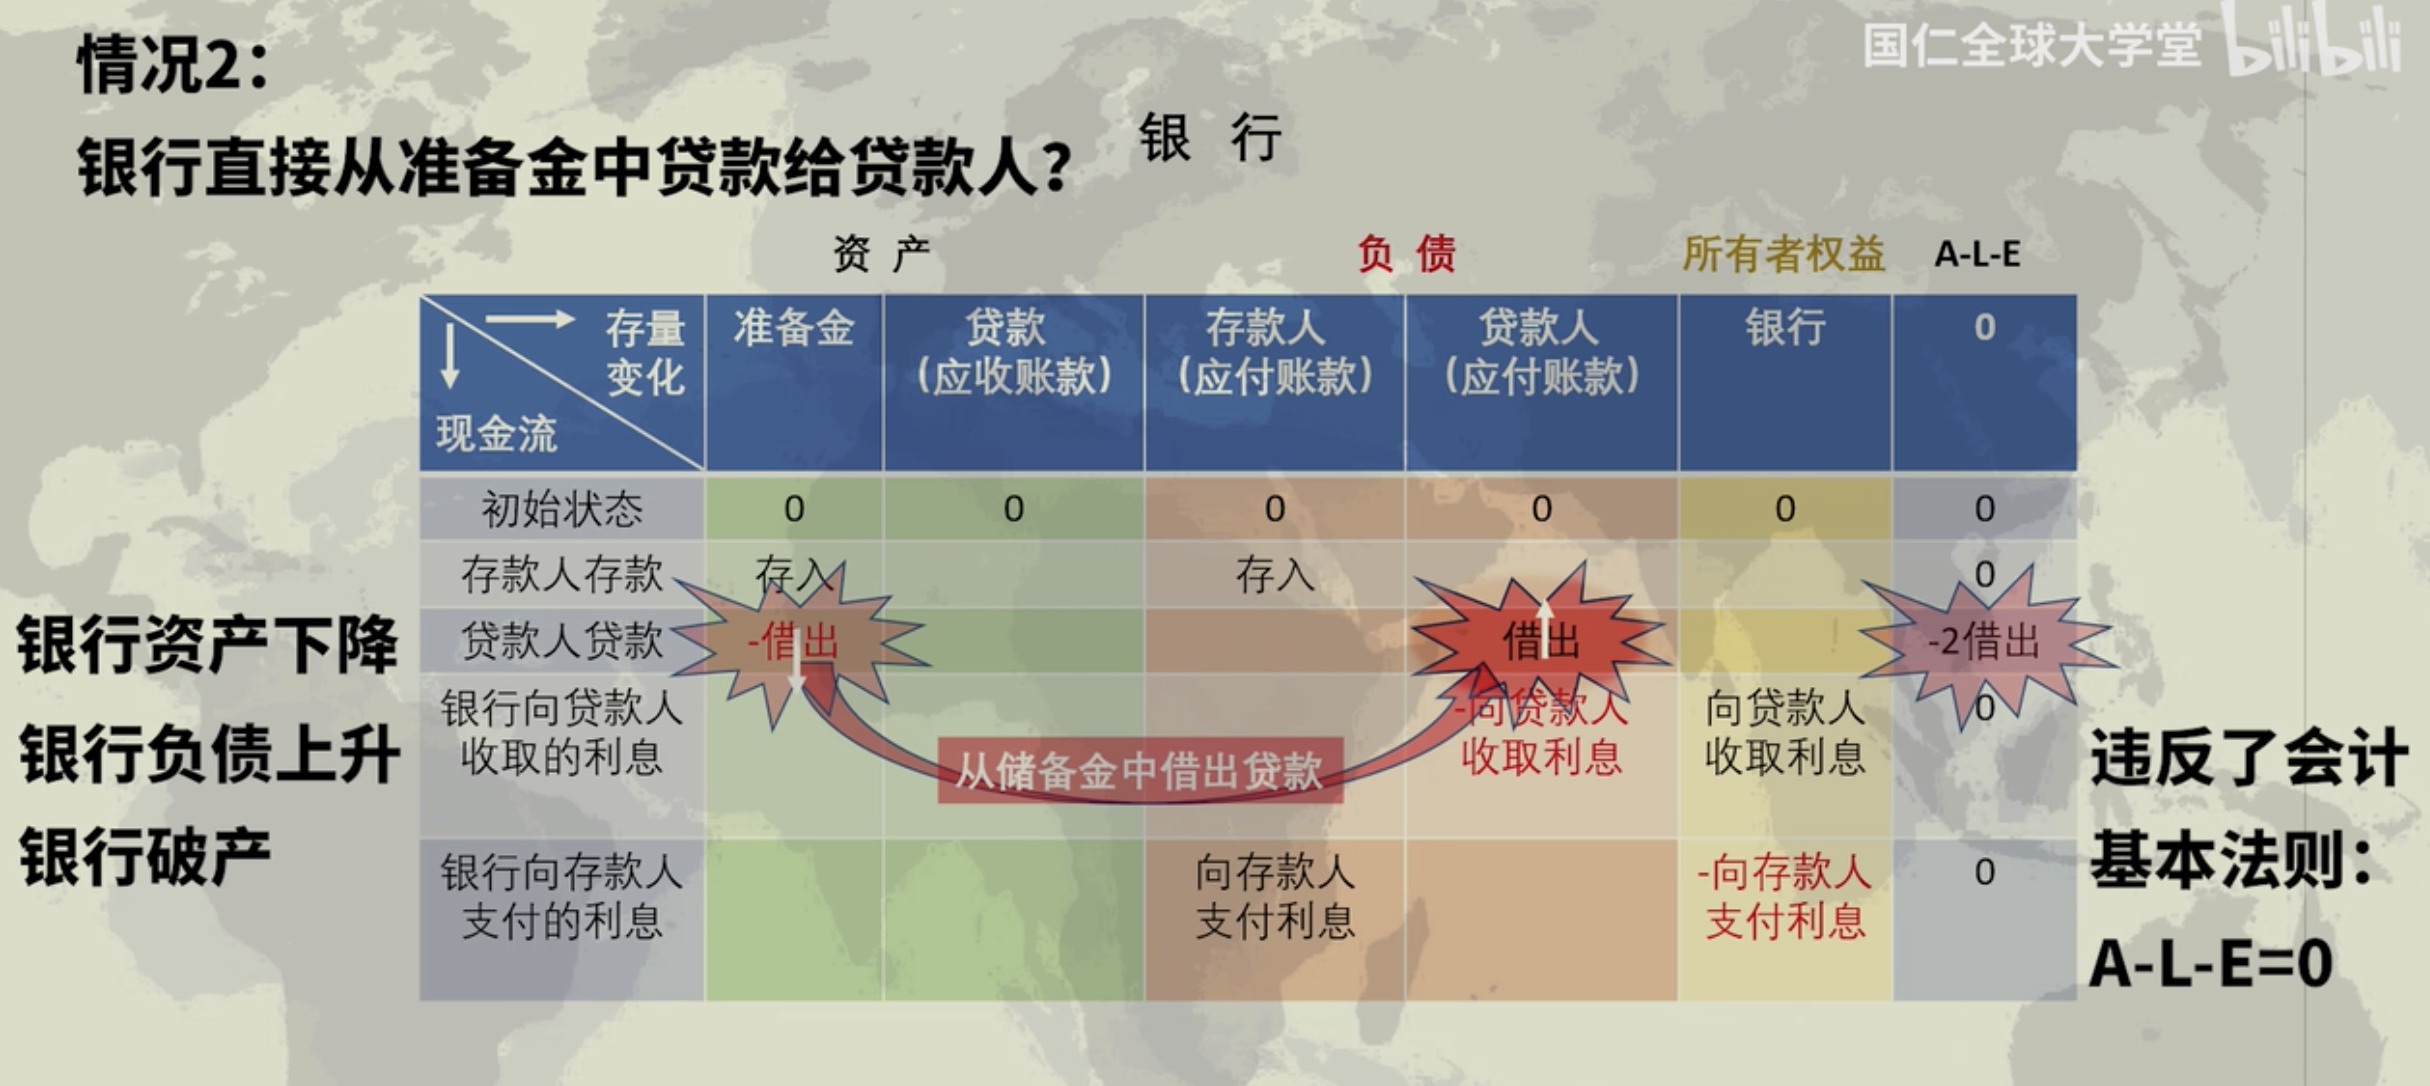 情况2：
银行直接从准备金中贷款给贷款人？
国仁全球大学堂 bilibili
银 行
资 产
负 债
所有者权益
A-L-E
存量
变化
现金流
准备金
贷款
（应收账款）
存款人
（应付账款）
贷款人
（应付账款）
银行
0
初始状态
0
0
0
0
0
0
存款人存款
存入
存入
0
贷款人贷款
-借出
借出
-2借出
银行向贷款人
收取的利息
-向贷款人
收取利息
向贷款人
收取利息
0
从储备金中借出贷款
银行向存款人
支付的利息
向存款人
支付利息
-向存款人
支付利息
0
银行资产下降
银行负债上升
银行破产
违反了会计
基本法则：
A-L-E=0